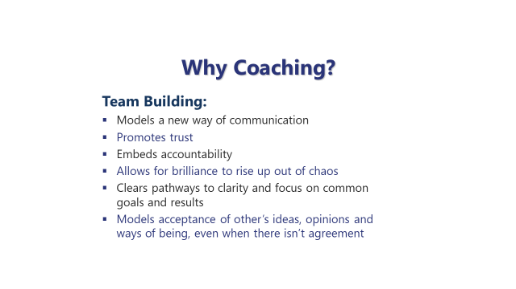 Why Coaching?
Team Building:
▪ Models a new way of communication
▪ Promotes trust
▪ Embeds accountability
▪ Allows for brilliance to rise up out of chaos
▪ Clears pathways to clarity and focus on common
goals and results
▪ Models acceptance of other's ideas, opinions and
ways of being, even when there isn't agreement